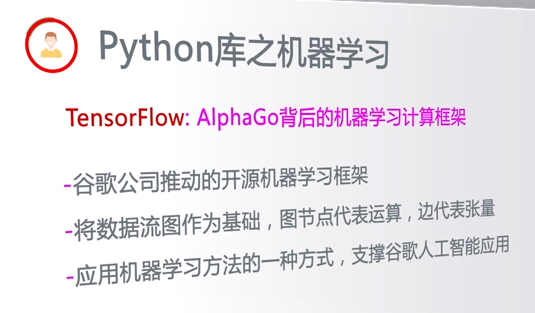 Python库之机器学习
TensorFlow: AlphaGo背后的机器学习计算框架
-谷歌公司推动的开源机器学习框架
-将数据流图作为基础，图节点代表运算，边代表张量
-应用机器学习方法的一种方式，支撑谷歌人工智能应用